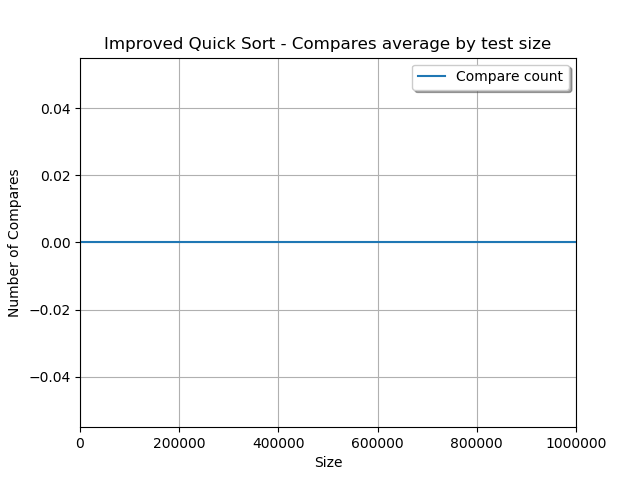 Improved Quick Sort - Compares average by test size
Compare count
0.04
0.02
0.00
−0.02
−0.04
Number of Compares
0 200000 400000 600000 800000 1000000
Size